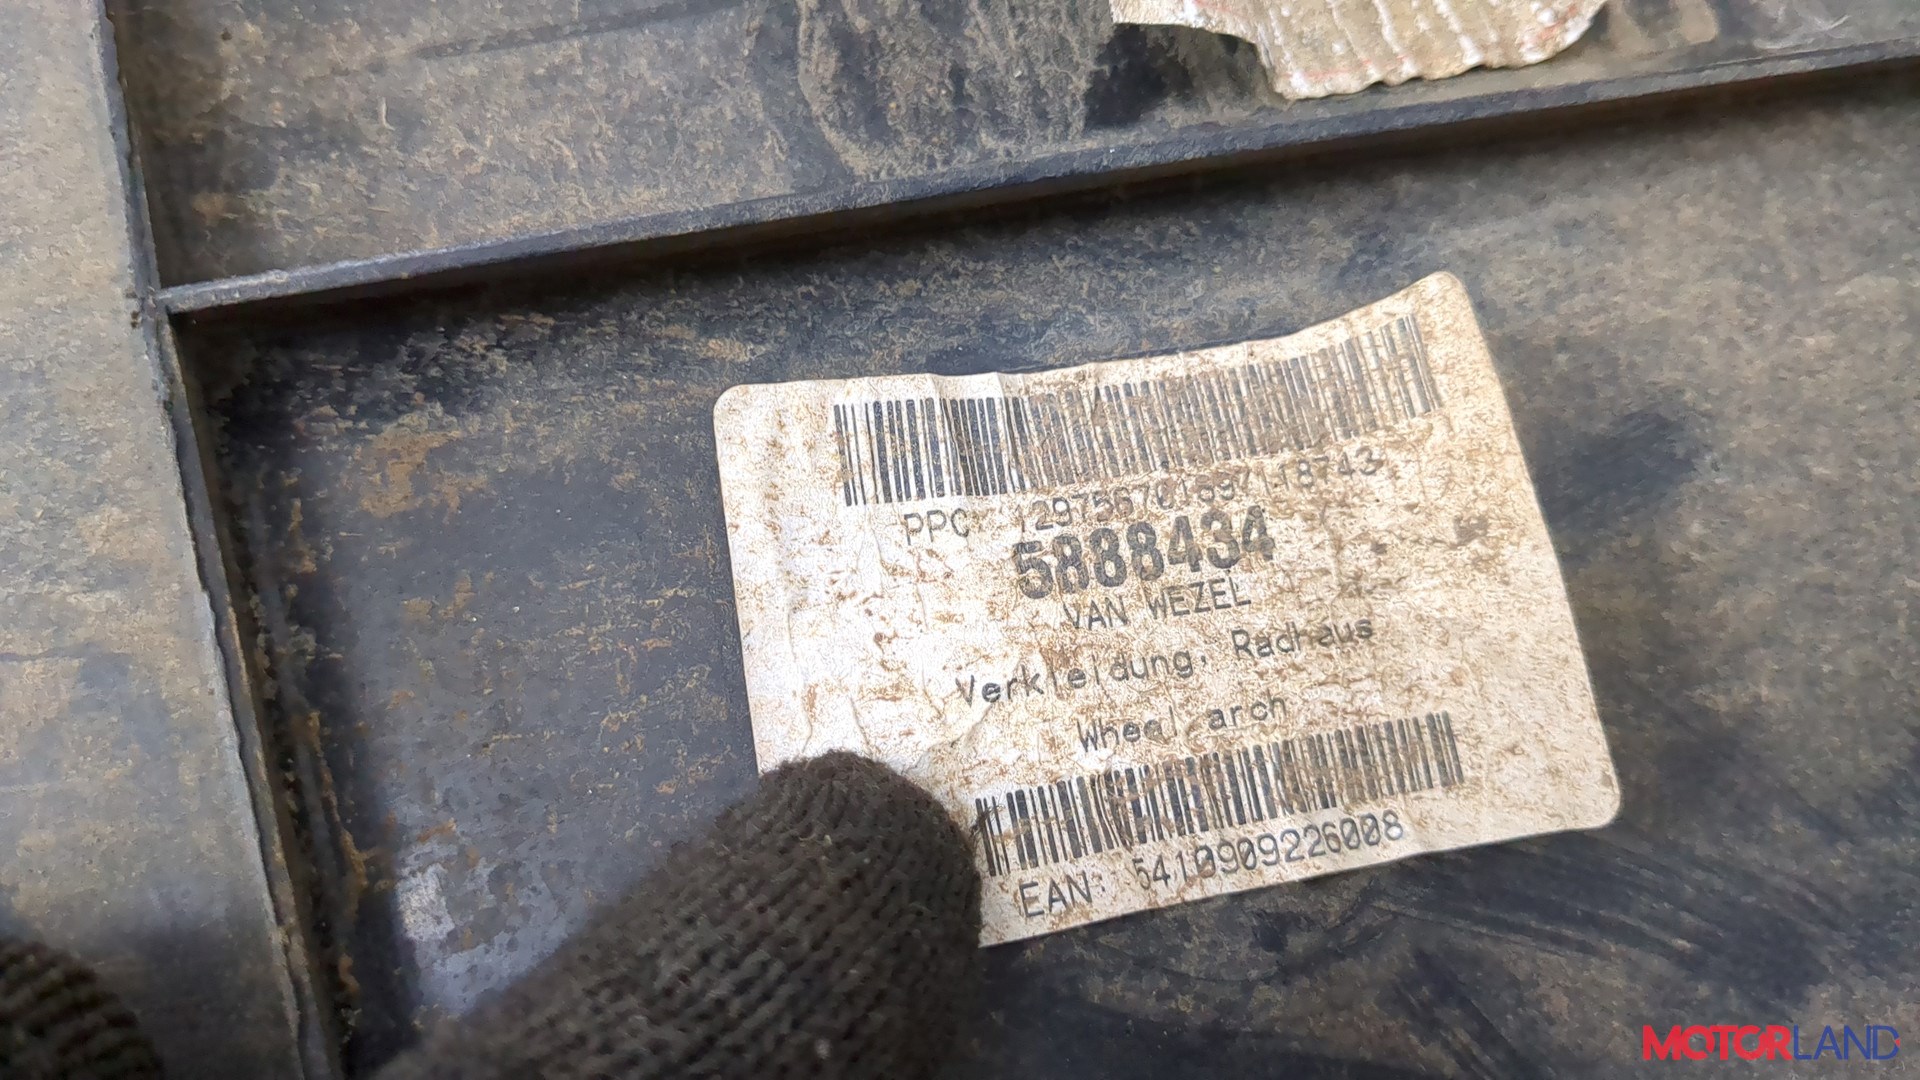 PPC 1297567016971 18743
5888434
VAN WEZEL
Verkleidung, Radhaus
Wheel arch
EAN: 5410909226008
MOTORLAND